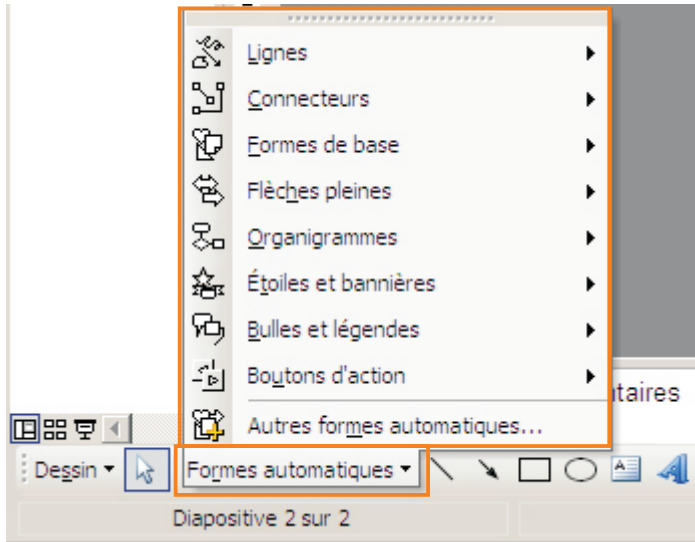 Lignes
Connecteurs
Formes de base
Flèches pleines
Organigrammes
Étoiles et bannières
Bulles et légendes
Boutons d'action
Autres formes automatiques...
ntaires
Dessin
Formes automatiques
Diapositive 2 sur 2